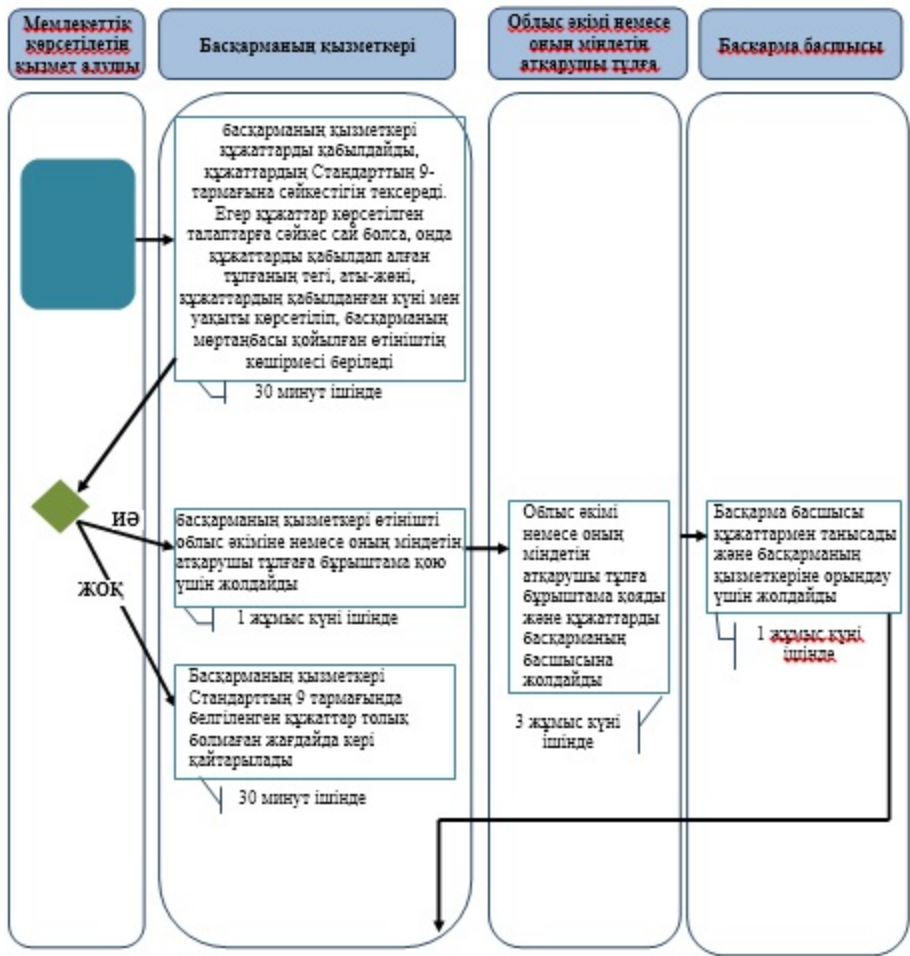 Мемлекеттік
көрсетілетін
қызмет алушы
Басқарманың қызметкері
Облыс әкімі немесе
оның міндетін
атқарушы тұлға
Басқарма басшысы
басқарманың қызметкері
құжаттарды қабылдайды,
құжаттардың Стандарттың 9-
тармағына сәйкестігін тексереді.
Егер құжаттар көрсетілген
талаптарға сәйкес сай болса, онда
құжаттарды қабылдап алған
тұлғаның тегі, аты-жөні,
құжаттардың қабылданған күні мен
уақыты көрсетіліп, басқарманың
мөртаңбасы қойылған өтініштің
көшірмесі беріледі
30 минут ішінде
иә
жоқ
басқарманың қызметкері өтінішті
облыс әкіміне немесе оның міндетін
атқарушы тұлғаға бұрыштама қою
үшін жолдайды
1 жұмыс күні ішінде
Басқарманың қызметкері
Стандарттың 9 тармағында
белгіленген құжаттар толық
болмаған жағдайда кері
қайтарылады
30 минут ішінде
Облыс әкімі
немесе оның
міндетін
атқарушы тұлға
бұрыштама қояды
және құжаттарды
басқарманың
басшысына
жолдайды
3 жұмыс күні
ішінде
Басқарма басшысы
құжаттармен танысады
және басқарманың
қызметкеріне орындау
үшін жолдайды
1 жұмыс күні
ішінде